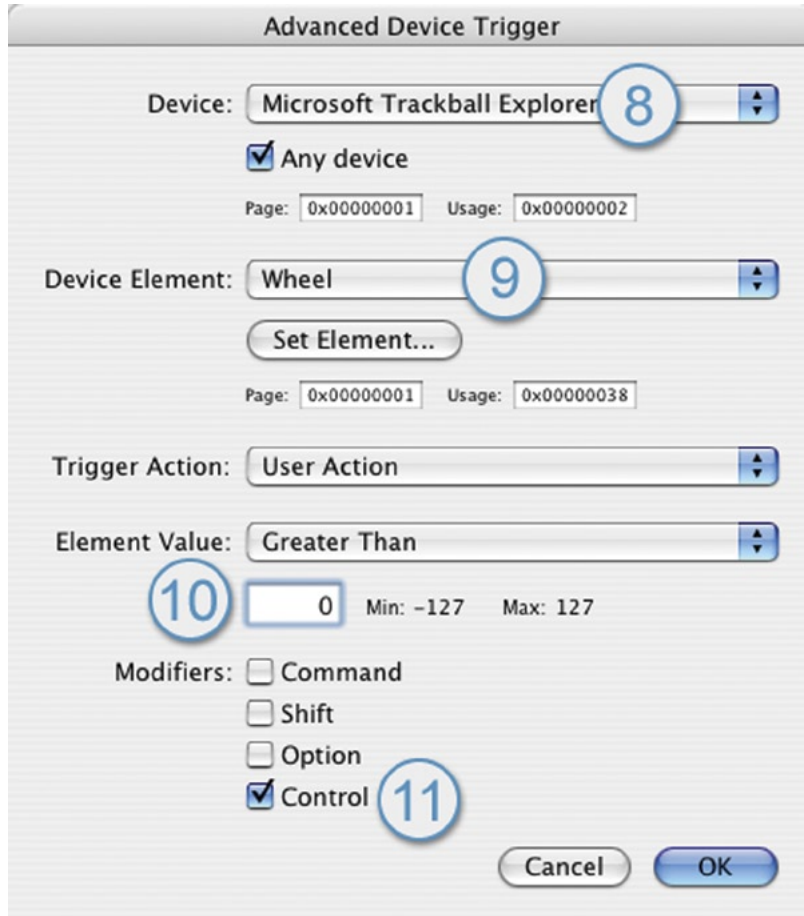 Advanced Device Trigger
Device: Microsoft Trackball Explorer 8
Any device
Page: 0x00000001 Usage: 0x00000002
Device Element: Wheel 9
Set Element...
Page: 0x00000001 Usage: 0x00000038
Trigger Action: User Action
Element Value: Greater Than
10 0 Min: -127 Max: 127
Modifiers: Command
Shift
Option
Control 11
Cancel OK